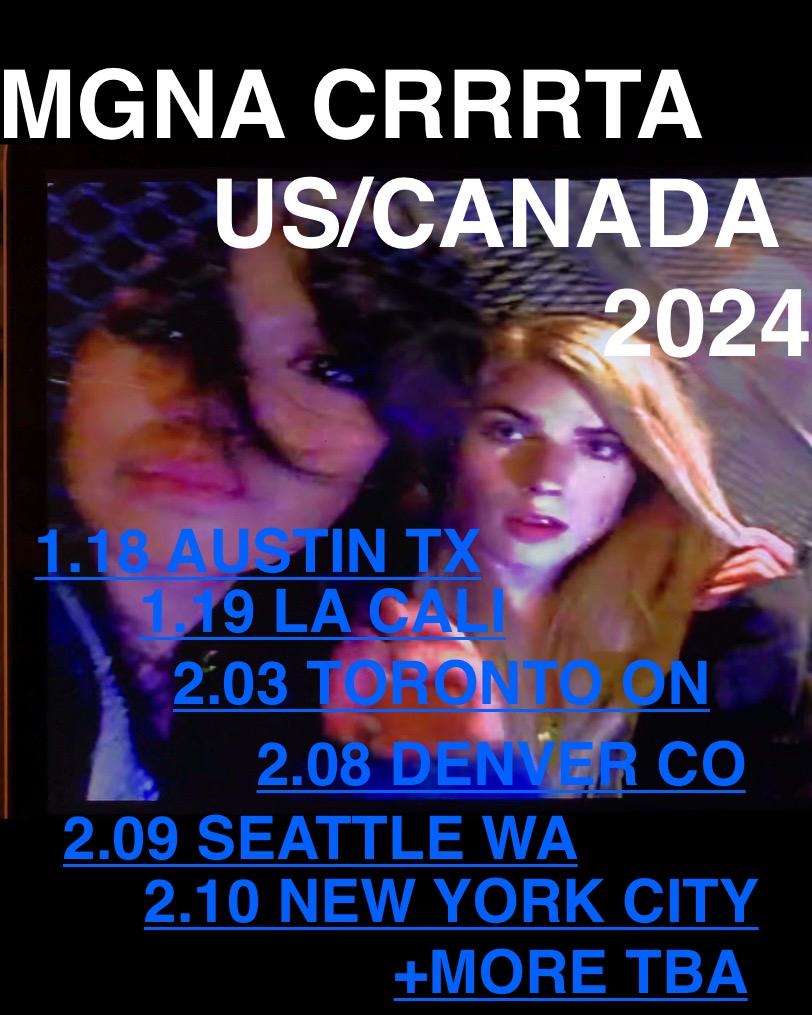 MGNA CRRRTA
US/CANADA
2024
1.18 AUSTIN TX
1.19 LA CALI
2.03 TORONTO ON
2.08 DENVER CO
2.09 SEATTLE WA
2.10 NEW YORK CITY
+MORE TBA